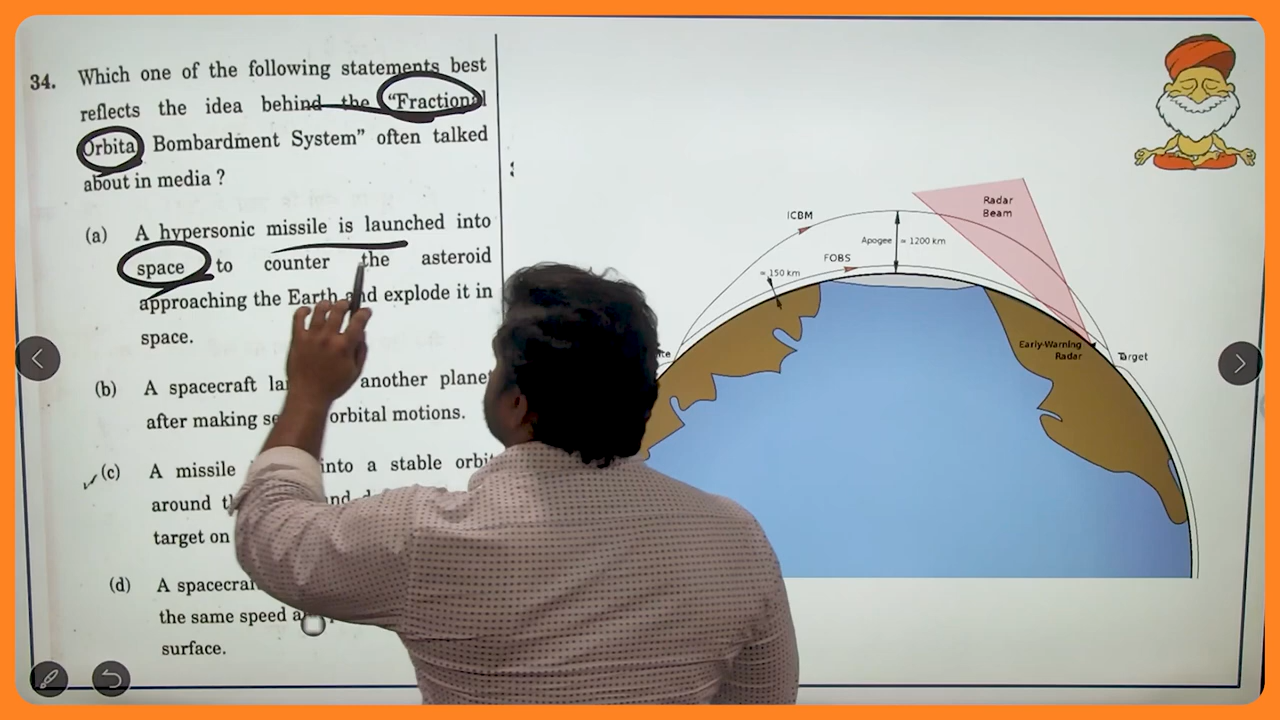 34. Which one of the following statements best
reflects the idea behind the “Fractional
Orbita Bombardment System” often talked
about in media ?
(a) A hypersonic missile is launched into
space to counter the asteroid
approaching the Earth and explode it in
space.
(b) A spacecraft la another planet
after making se orbital motions.
(c) A missile into a stable orbit
around
target on
(d) A spacecraf
the same speed a
surface.
ICBM
Radar
Beam
Apogee ≈ 1200 km
FOBS
≈ 150 km
Early-Warning
Radar
Target